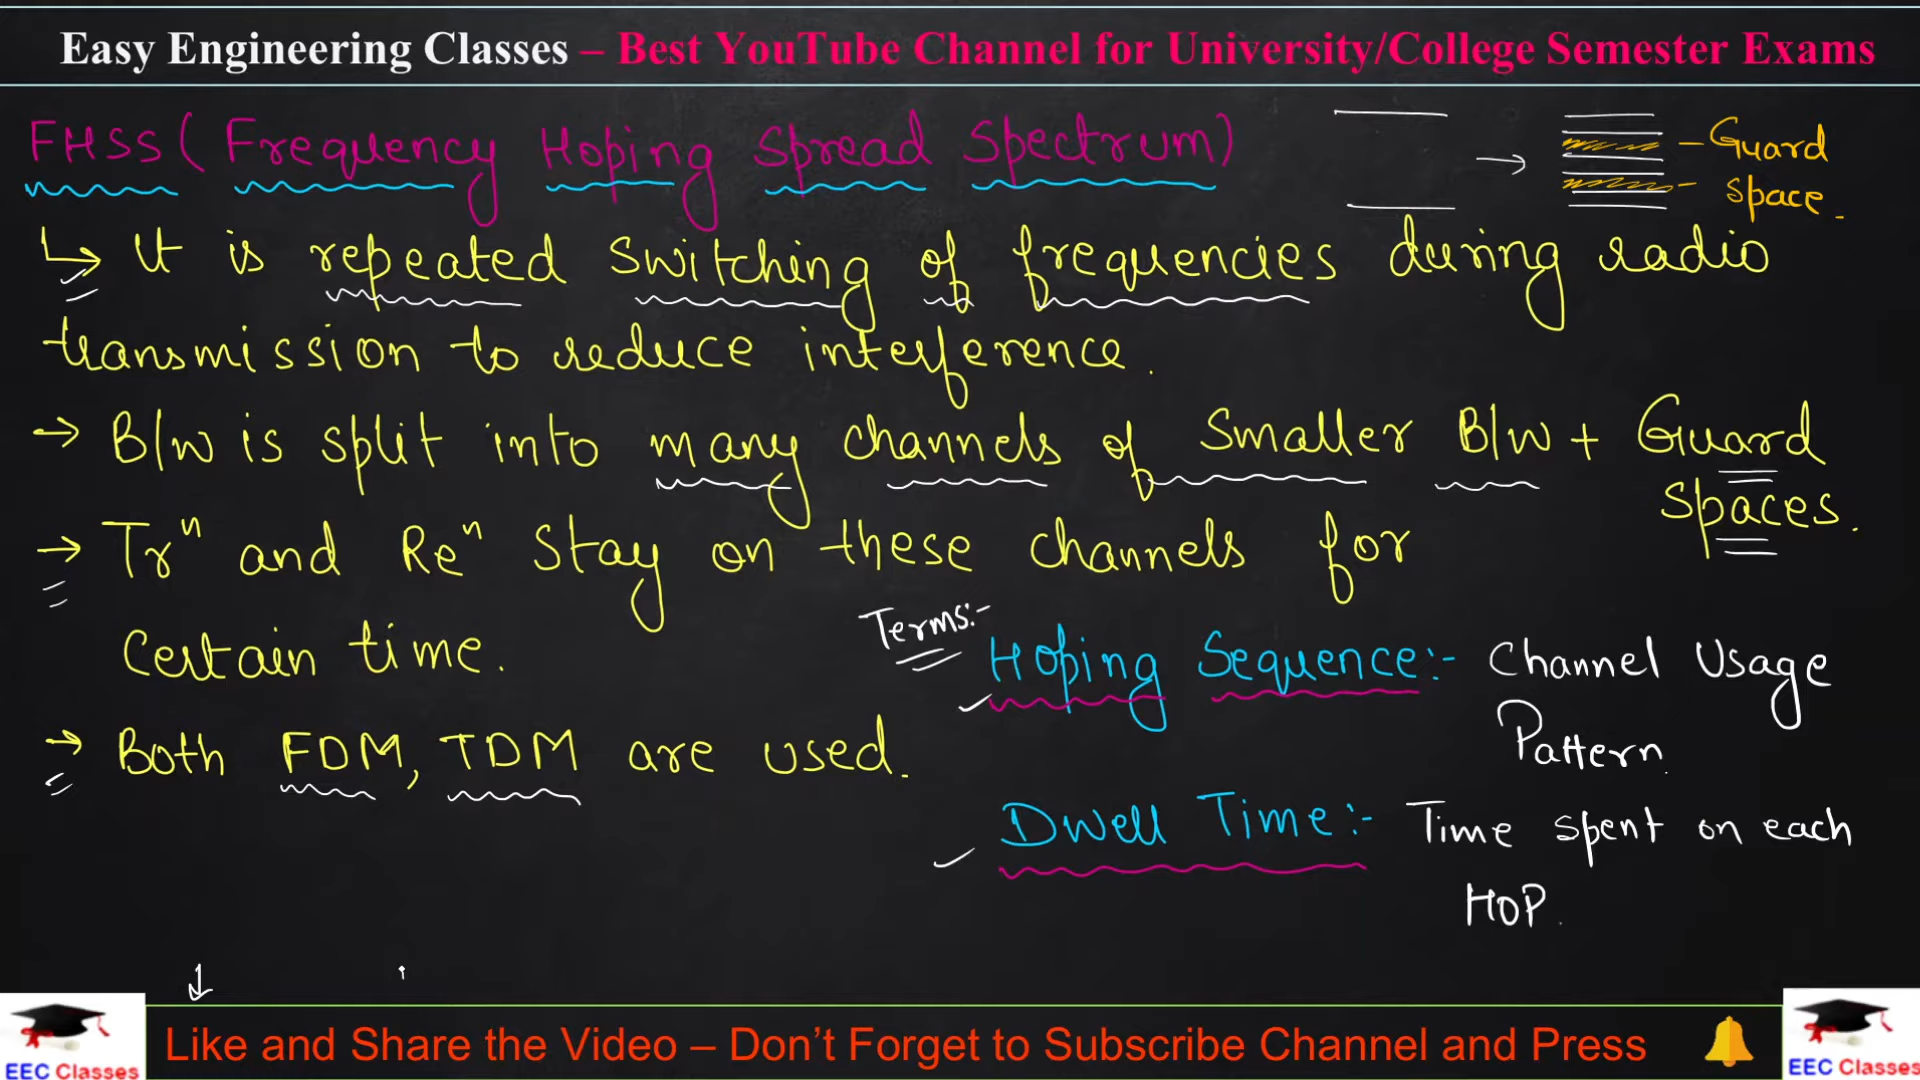 Easy Engineering Classes – Best YouTube Channel for University/College Semester Exams
FHSS (Frequency Hoping Spread Spectrum)
Guard
Space.
It is repeated switching of frequencies during radio
transmission to reduce interference.
→ B/w is split into many channels of Smaller B/w + Guard
Spaces.
→ Trⁿ and Reⁿ Stay on these channels for
Certain time.
Terms:-
Hoping Sequence:- Channel Usage
Pattern.
→ Both FDM, TDM are used.
Dwell Time:- Time spent on each
HOP.
Like and Share the Video – Don’t Forget to Subscribe Channel and Press
EEC Classes
EEC Classes